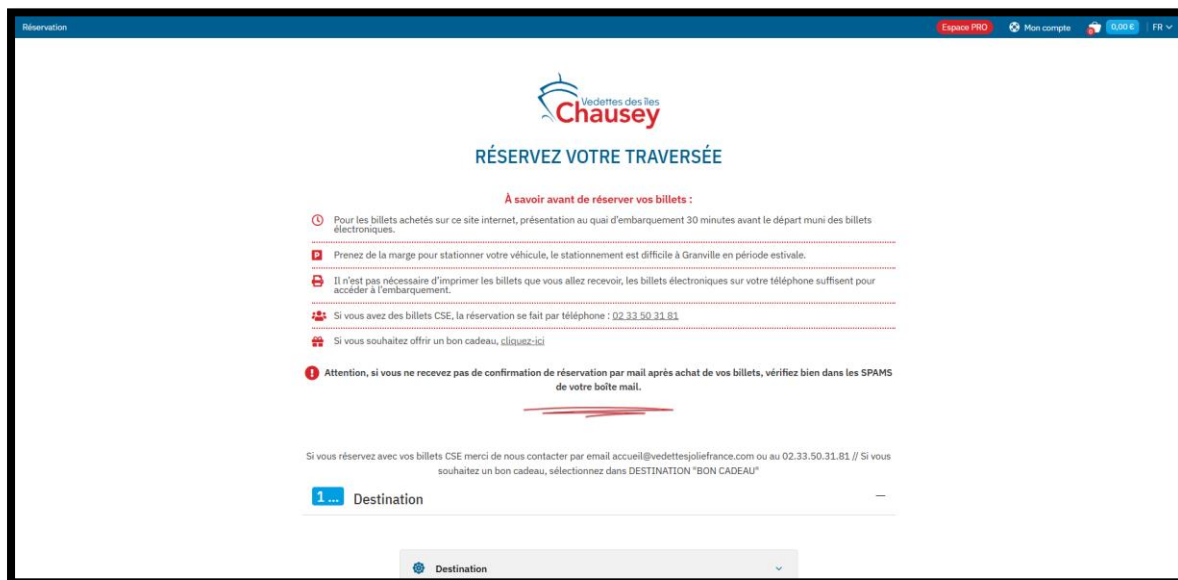 Réservation
Espace PRO
Mon compte
0
0,00 €
FR
Vedettes des îles
Chausey
RÉSERVEZ VOTRE TRAVERSÉE
À savoir avant de réserver vos billets :
Pour les billets achetés sur ce site internet, présentation au quai d'embarquement 30 minutes avant le départ muni des billets
électroniques.
P
Prenez de la marge pour stationner votre véhicule, le stationnement est difficile à Granville en période estivale.
Il n'est pas nécessaire d'imprimer les billets que vous allez recevoir, les billets électroniques sur votre téléphone suffisent pour
accéder à l'embarquement.
Si vous avez des billets CSE, la réservation se fait par téléphone : 02 33 50 31 81
Si vous souhaitez offrir un bon cadeau, cliquez-ici
Attention, si vous ne recevez pas de confirmation de réservation par mail après achat de vos billets, vérifiez bien dans les SPAMS
de votre boîte mail.
Si vous réservez avec vos billets CSE merci de nous contacter par email accueil@vedettesjoliefrance.com ou au 02.33.50.31.81 // Si vous
souhaitez un bon cadeau, sélectionnez dans DESTINATION "BON CADEAU"
1 ... Destination
Destination